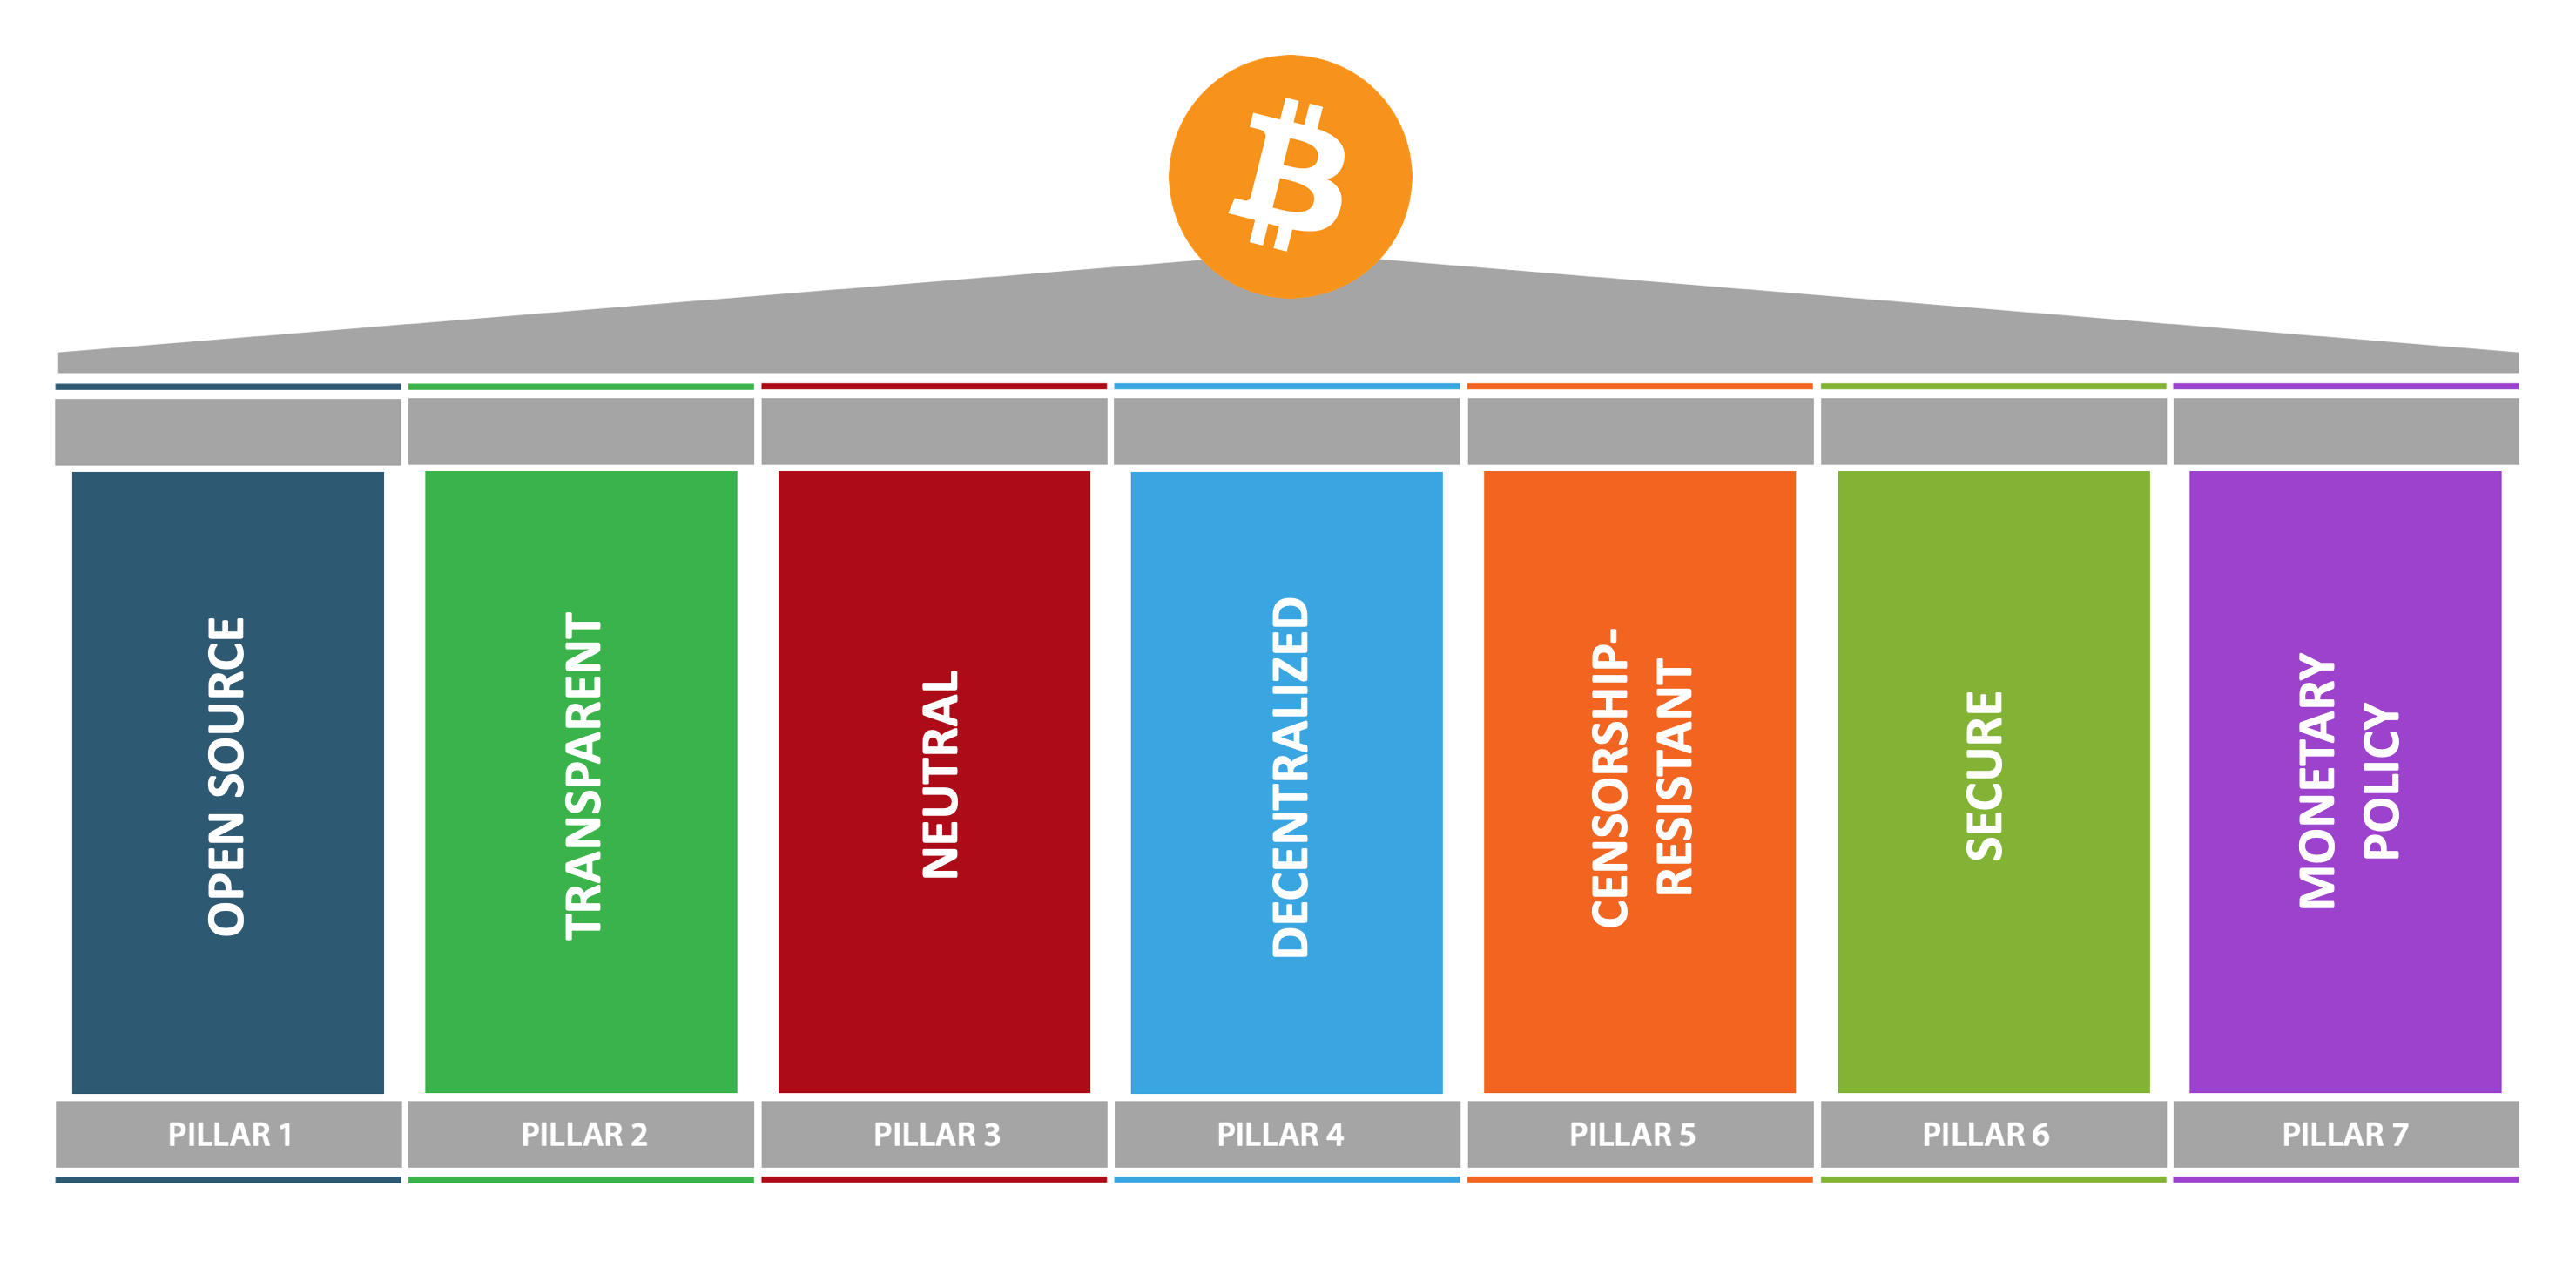 OPEN SOURCE
TRANSPARENT
NEUTRAL
DECENTRALIZED
CENSORSHIP-
RESISTANT
SECURE
MONETARY
POLICY
PILLAR 1
PILLAR 2
PILLAR 3
PILLAR 4
PILLAR 5
PILLAR 6
PILLAR 7